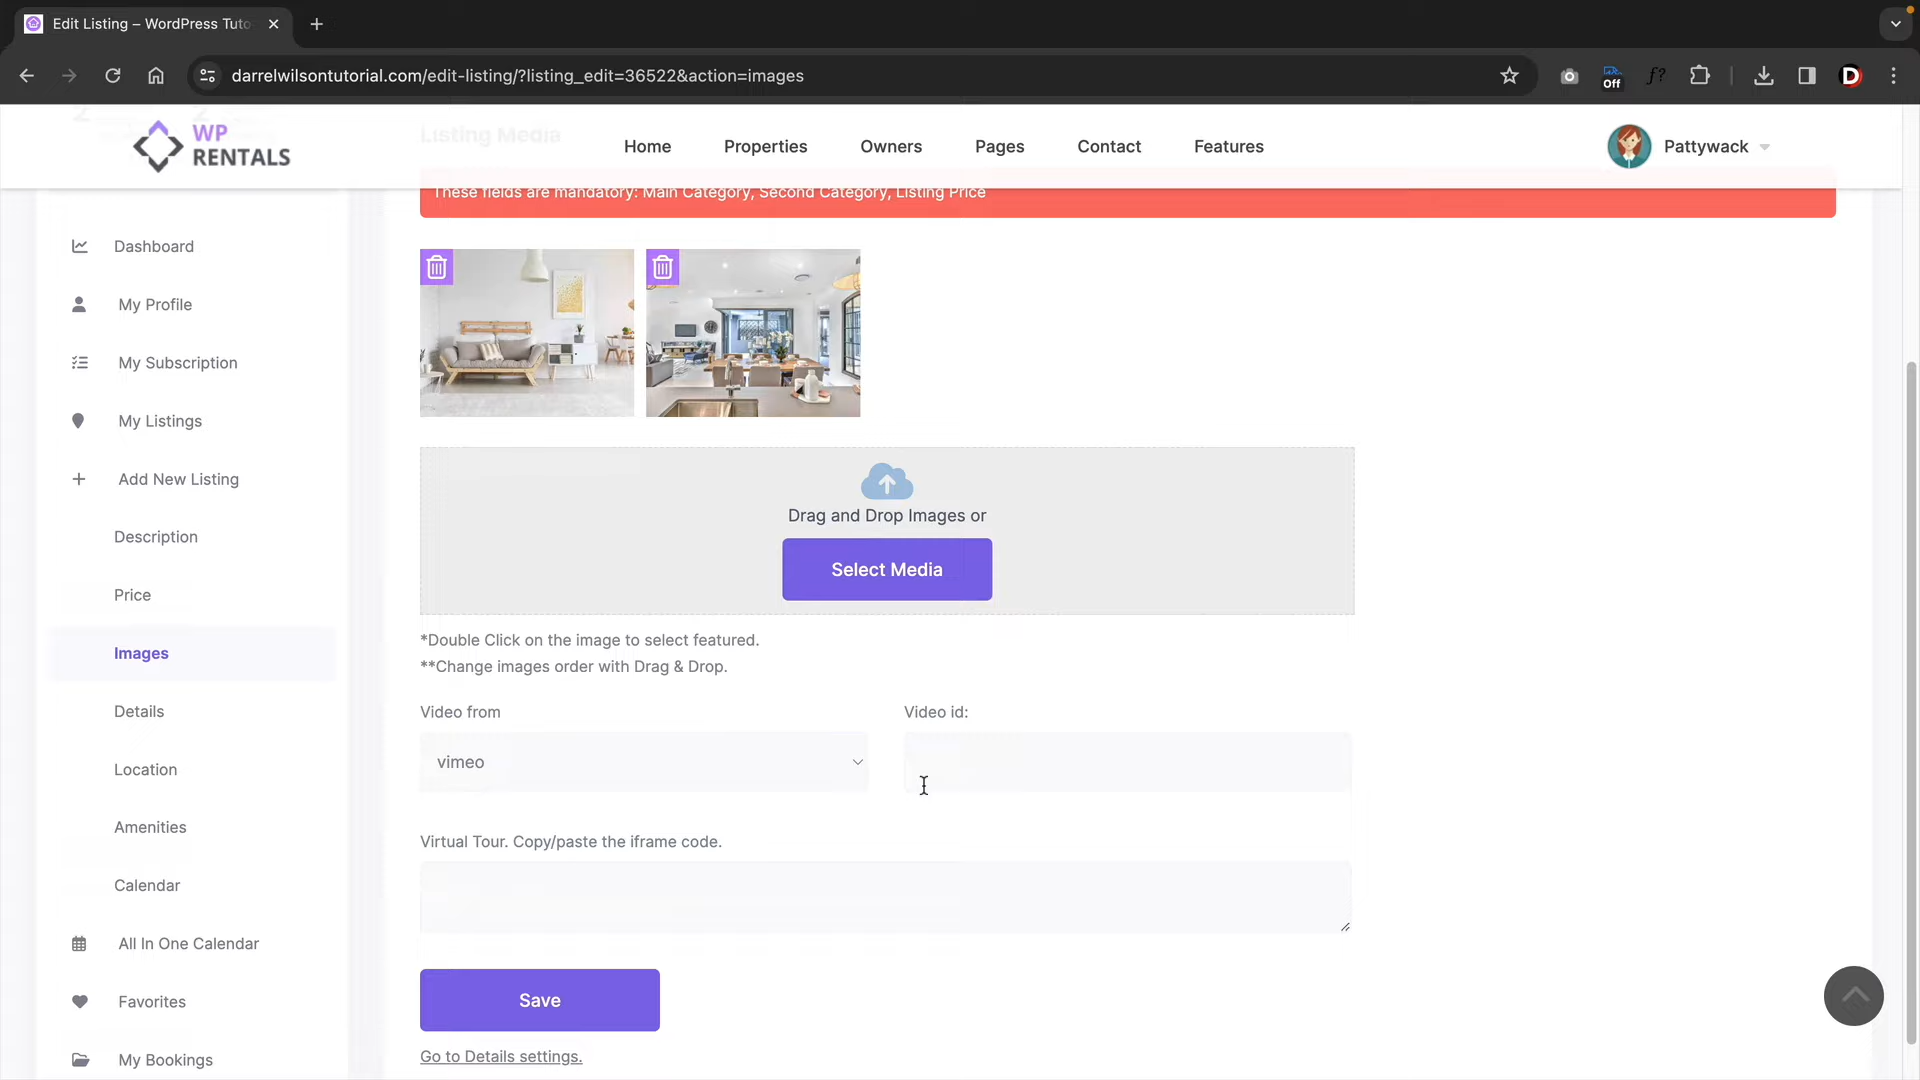 Edit Listing – WordPress Tuto
darrelwilsontutorial.com/edit-listing/?listing_edit=36522&action=images
Off
f?
D
WP
RENTALS
Home
Properties
Owners
Pages
Contact
Features
Pattywack
Listing Media
These fields are mandatory: Main Category, Second Category, Listing Price
Dashboard
My Profile
My Subscription
My Listings
Add New Listing
Description
Price
Images
Details
Location
Amenities
Calendar
All In One Calendar
Favorites
My Bookings
Drag and Drop Images or
Select Media
*Double Click on the image to select featured.
**Change images order with Drag & Drop.
Video from
Video id:
vimeo
Virtual Tour. Copy/paste the iframe code.
Save
Go to Details settings.